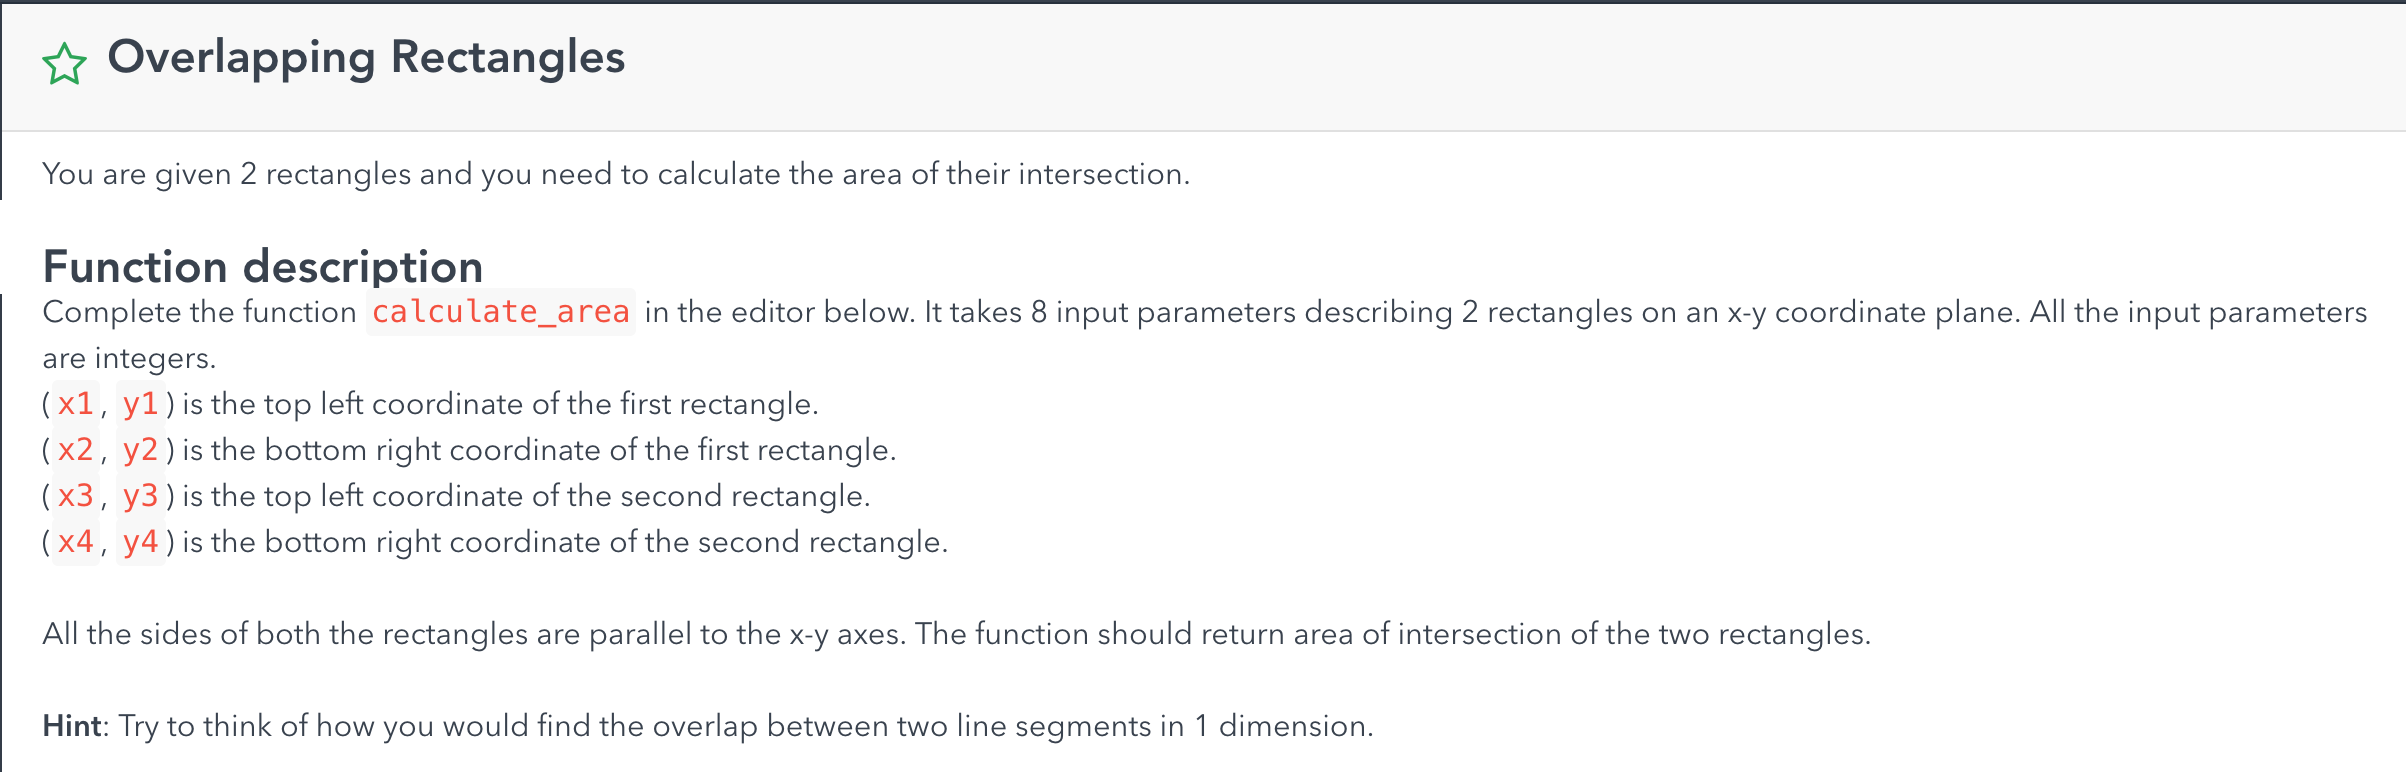 Overlapping Rectangles
You are given 2 rectangles and you need to calculate the area of their intersection.
Function description
Complete the function calculate_area in the editor below. It takes 8 input parameters describing 2 rectangles on an x-y coordinate plane. All the input parameters
are integers.
(x1, y1) is the top left coordinate of the first rectangle.
(x2, y2) is the bottom right coordinate of the first rectangle.
(x3, y3) is the top left coordinate of the second rectangle.
(x4, y4) is the bottom right coordinate of the second rectangle.
All the sides of both the rectangles are parallel to the x-y axes. The function should return area of intersection of the two rectangles.
Hint: Try to think of how you would find the overlap between two line segments in 1 dimension.